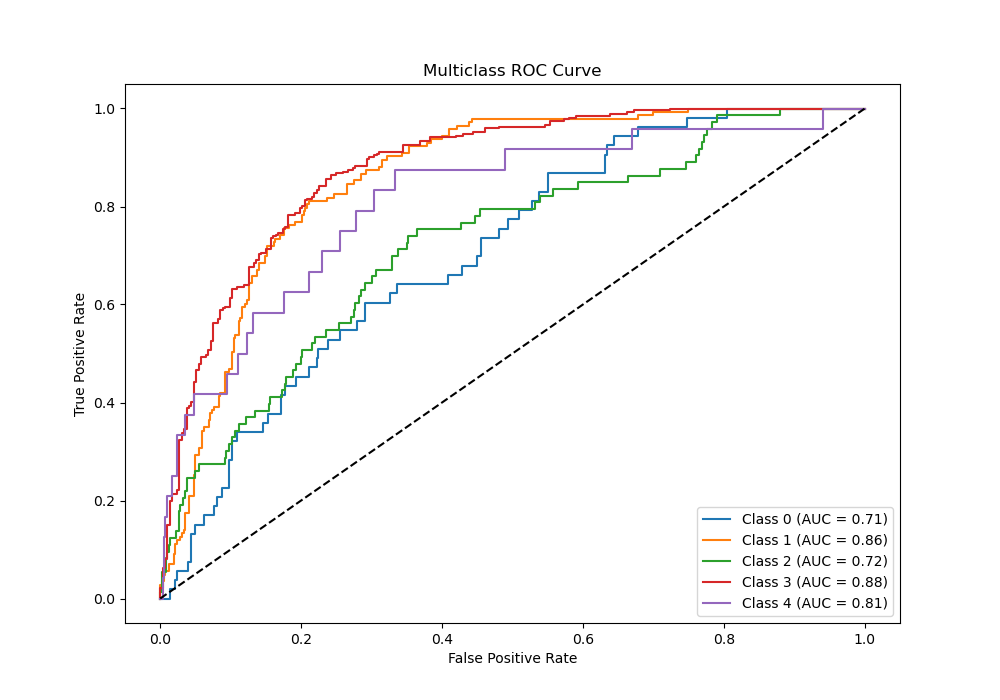 Multiclass ROC Curve
True Positive Rate
1.0
0.8
0.6
0.4
0.2
0.0
Class 0 (AUC = 0.71)
Class 1 (AUC = 0.86)
Class 2 (AUC = 0.72)
Class 3 (AUC = 0.88)
Class 4 (AUC = 0.81)
0.0 0.2 0.4 0.6 0.8 1.0
False Positive Rate